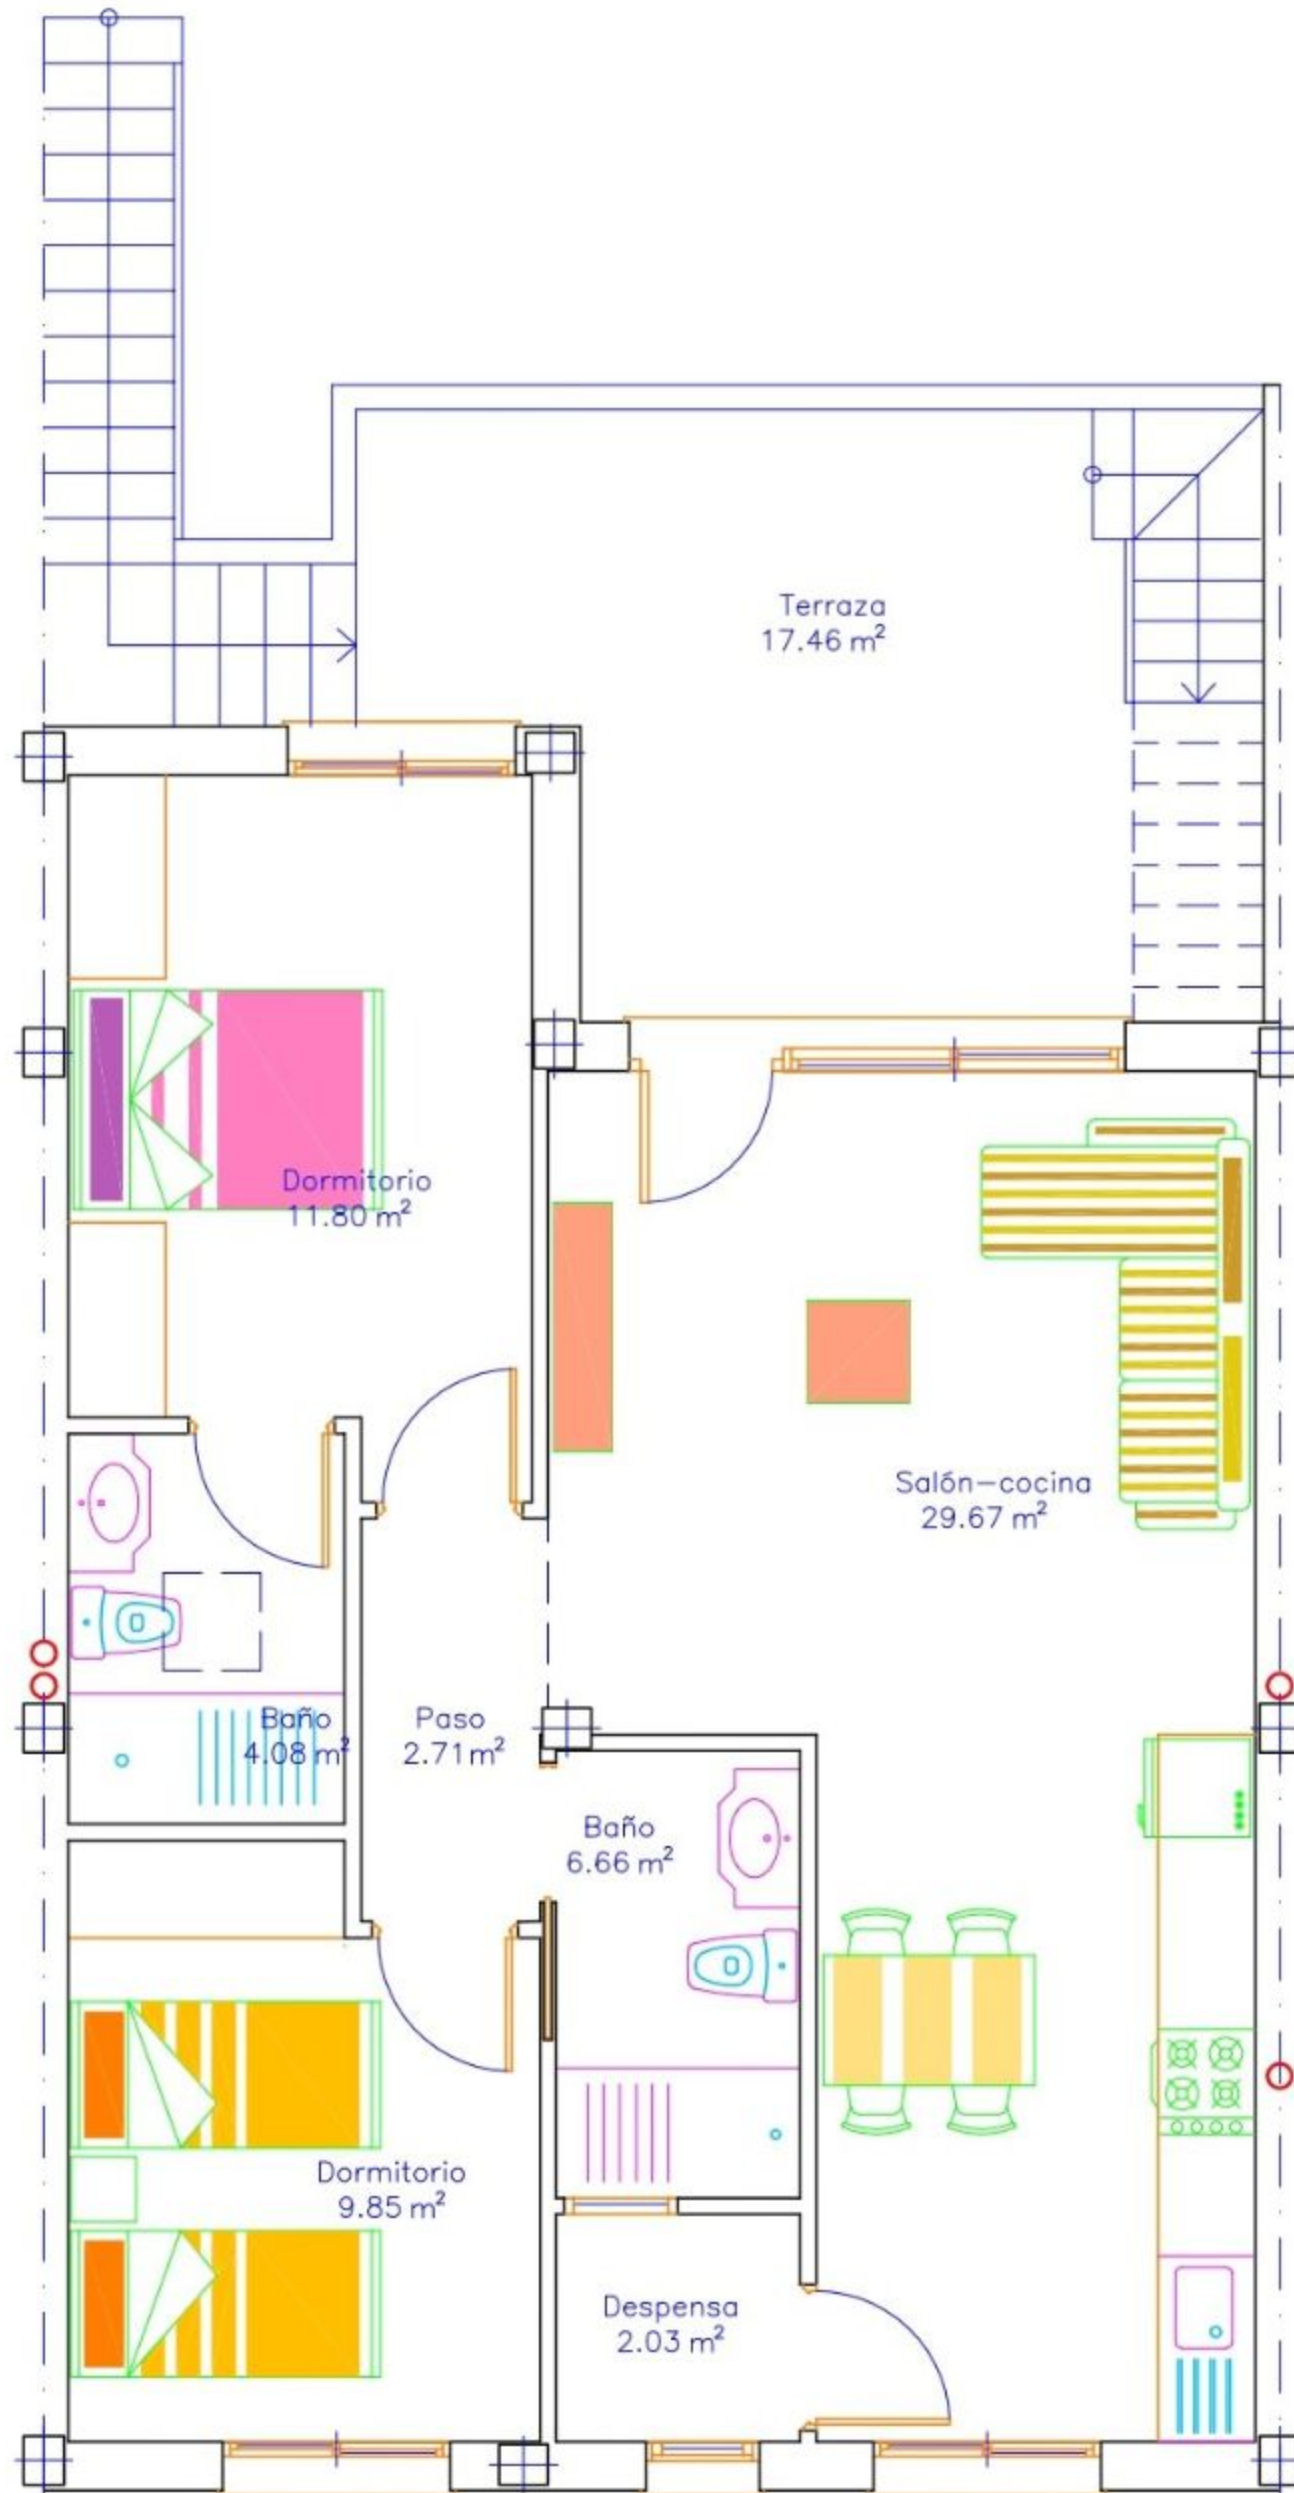 Terraza
17.46 m²
Dormitorio
11.80 m²
Salón-cocina
29.67 m²
Baño
4.08 m²
Paso
2.71 m²
Baño
6.66 m²
Dormitorio
9.85 m²
Despensa
2.03 m²